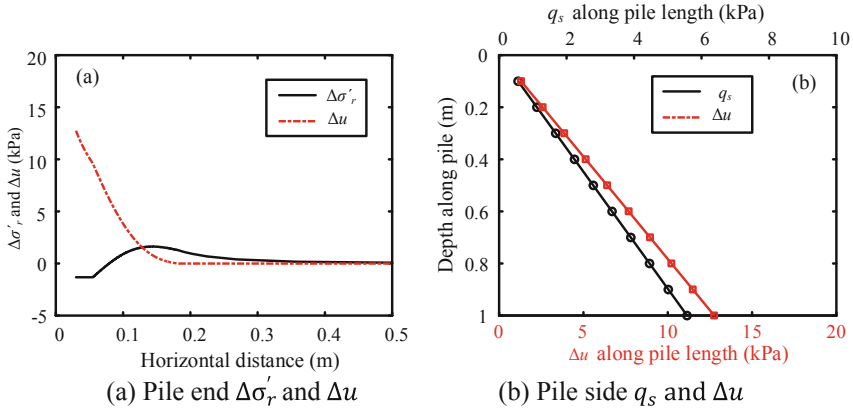 20
15
10
5
0
-5
Δσ′r and Δu (kPa)
(a)
Δσ′r
Δu
0 0.1 0.2 0.3 0.4 0.5
Horizontal distance (m)
(a) Pile end Δσ′r and Δu
qs along pile length (kPa)
0 2 4 6 8 10
0
0.2
0.4
0.6
0.8
1
Depth along pile (m)
(b)
qs
Δu
0 5 10 15 20
Δu along pile length (kPa)
(b) Pile side qs and Δu